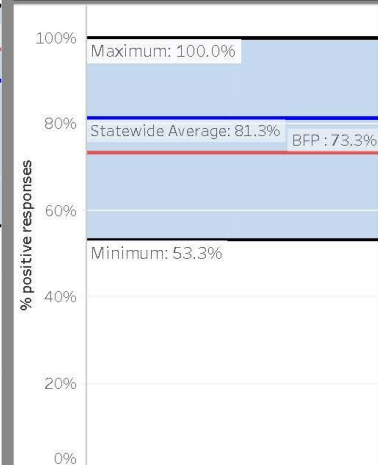 100%
Maximum: 100.0%
80%
Statewide Average: 81.3%
BFP : 73.3%
60%
Minimum: 53.3%
40%
20%
0%
% positive responses